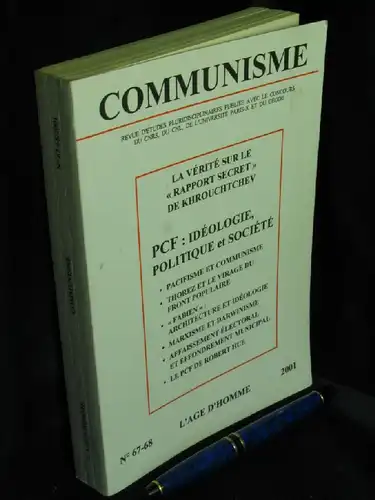 COMMUNISME
REVUE D'ETUDES PLURIDISCIPLINAIRES PUBLIEE AVEC LE CONCOURS
DU CNRS, DU CNL, DE L'UNIVERSITÉ PARIS-X ET DU GEODE
LA VÉRITÉ SUR LE
« RAPPORT SECRET »
DE KHROUCHTCHEV
PCF : IDÉOLOGIE,
POLITIQUE et SOCIÉTÉ
• PACIFISME ET COMMUNISME
• THOREZ ET LE VIRAGE DU
FRONT POPULAIRE
• « FABIEN » :
ARCHITECTURE ET IDÉOLOGIE
• MARXISME ET DARWINISME
• AFFAISSEMENT ÉLECTORAL
ET EFFONDREMENT MUNICIPAL
• LE PCF DE ROBERT HUE
N° 67-68
L'AGE D'HOMME
2001
COMMUNISME